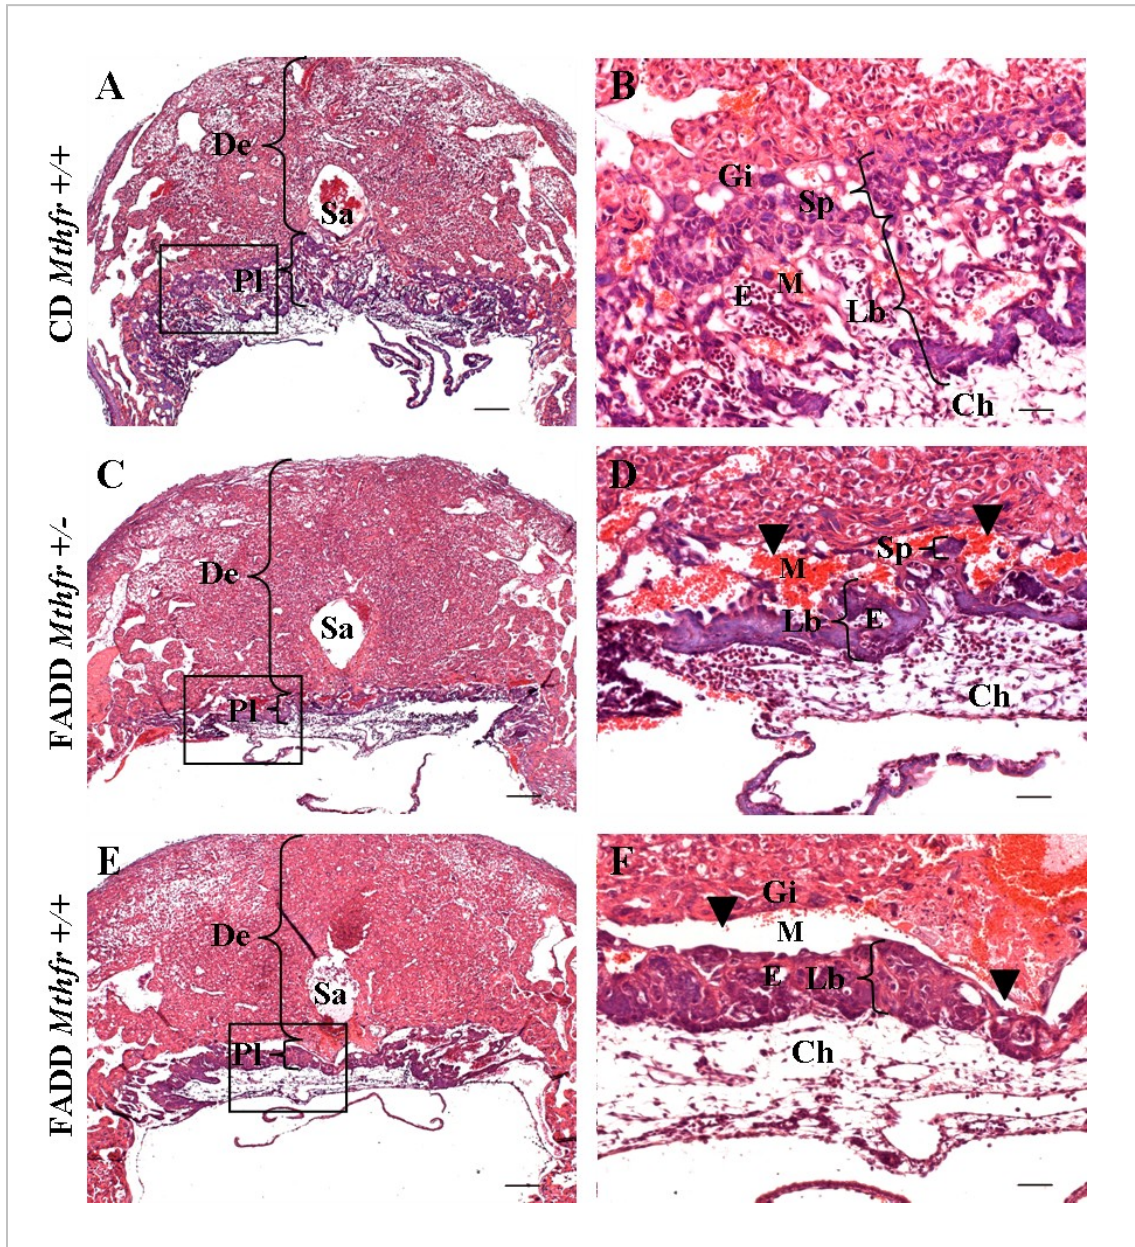 CD Mthfr +/+
A
De
Sa
Pl
B
Gi
Sp
E
M
Lb
Ch
FADD Mthfr +/-
C
De
Sa
Pl
D
Sp
M
Lb
E
Ch
FADD Mthfr +/+
E
De
Sa
Pl
F
Gi
M
E
Lb
Ch